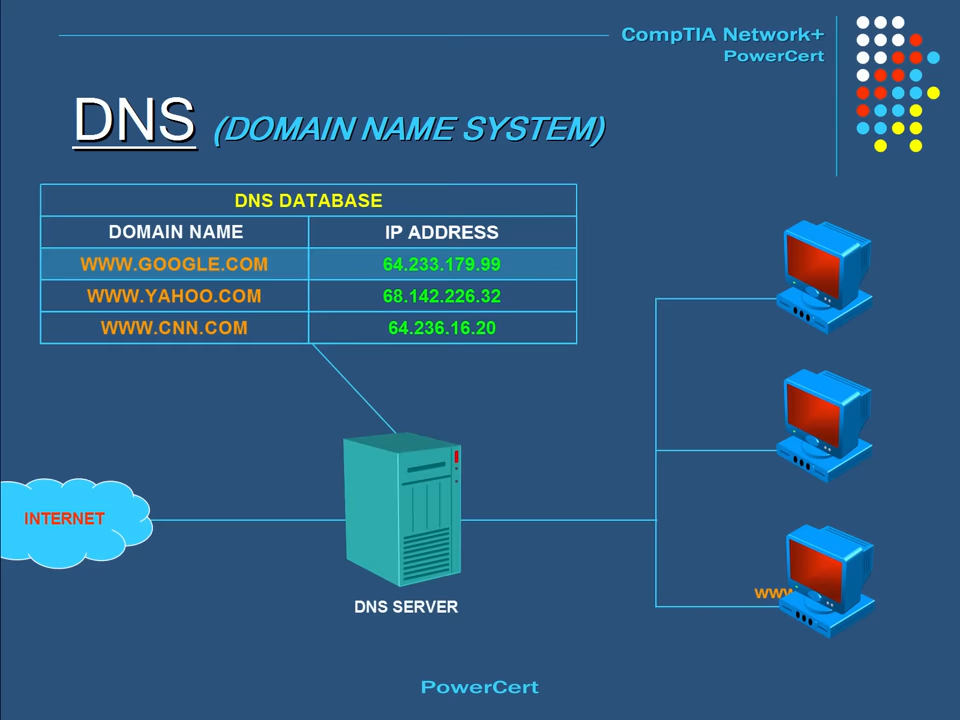 CompTIA Network+
PowerCert
DNS (DOMAIN NAME SYSTEM)
DNS DATABASE
DOMAIN NAME IP ADDRESS
WWW.GOOGLE.COM 64.233.179.99
WWW.YAHOO.COM 68.142.226.32
WWW.CNN.COM 64.236.16.20
INTERNET
WWW
DNS SERVER
PowerCert